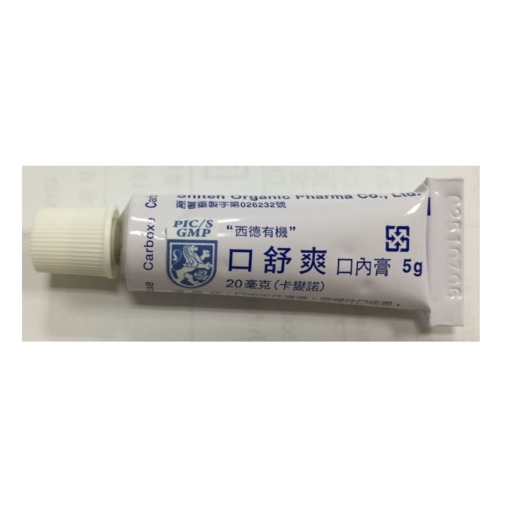 Shiteh Organic Pharma Co., Ltd.
衛署藥製字第026232號
PIC/S
GMP
“西德有機”
口舒爽 口內膏 5g
20毫克(卡變諾)
Carboxe